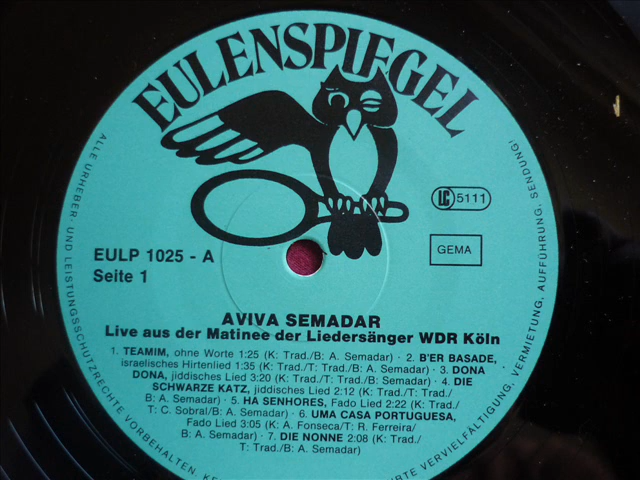 EULENSPIEGEL
LC 5111
GEMA
EULP 1025 - A
Seite 1
AVIVA SEMADAR
Live aus der Matinee der Liedersänger WDR Köln
1. TEAMIM, ohne Worte 1:25 (K: Trad./B: A. Semadar) · 2. B'ER BASADE,
israelisches Hirtenlied 1:35 (K: Trad./T: Trad./B: A. Semadar) · 3. DONA
DONA, jiddisches Lied 3:20 (K: Trad./T: Trad./B: A. Semadar) · 4. DIE
SCHWARZE KATZ, jiddisches Lied 2:12 (K: Trad./T: Trad./
B: A. Semadar) · 5. HA SENHORES, Fado Lied 2:22 (K: Trad./
T: C. Sobral/B: A. Semadar) · 6. UMA CASA PORTUGUESA,
Fado Lied 3:05 (K: A. Fonseca/T: R. Ferreira/
B: A. Semadar) · 7. DIE NONNE 2:08 (K: Trad./
T: Trad./B: A. Semadar)
ALLE URHEBER- UND LEISTUNGSSCHUTZRECHTE VORBEHALTEN. VERVIELFÄLTIGUNG, VERMIETUNG, AUFFÜHRUNG, SENDUNG!